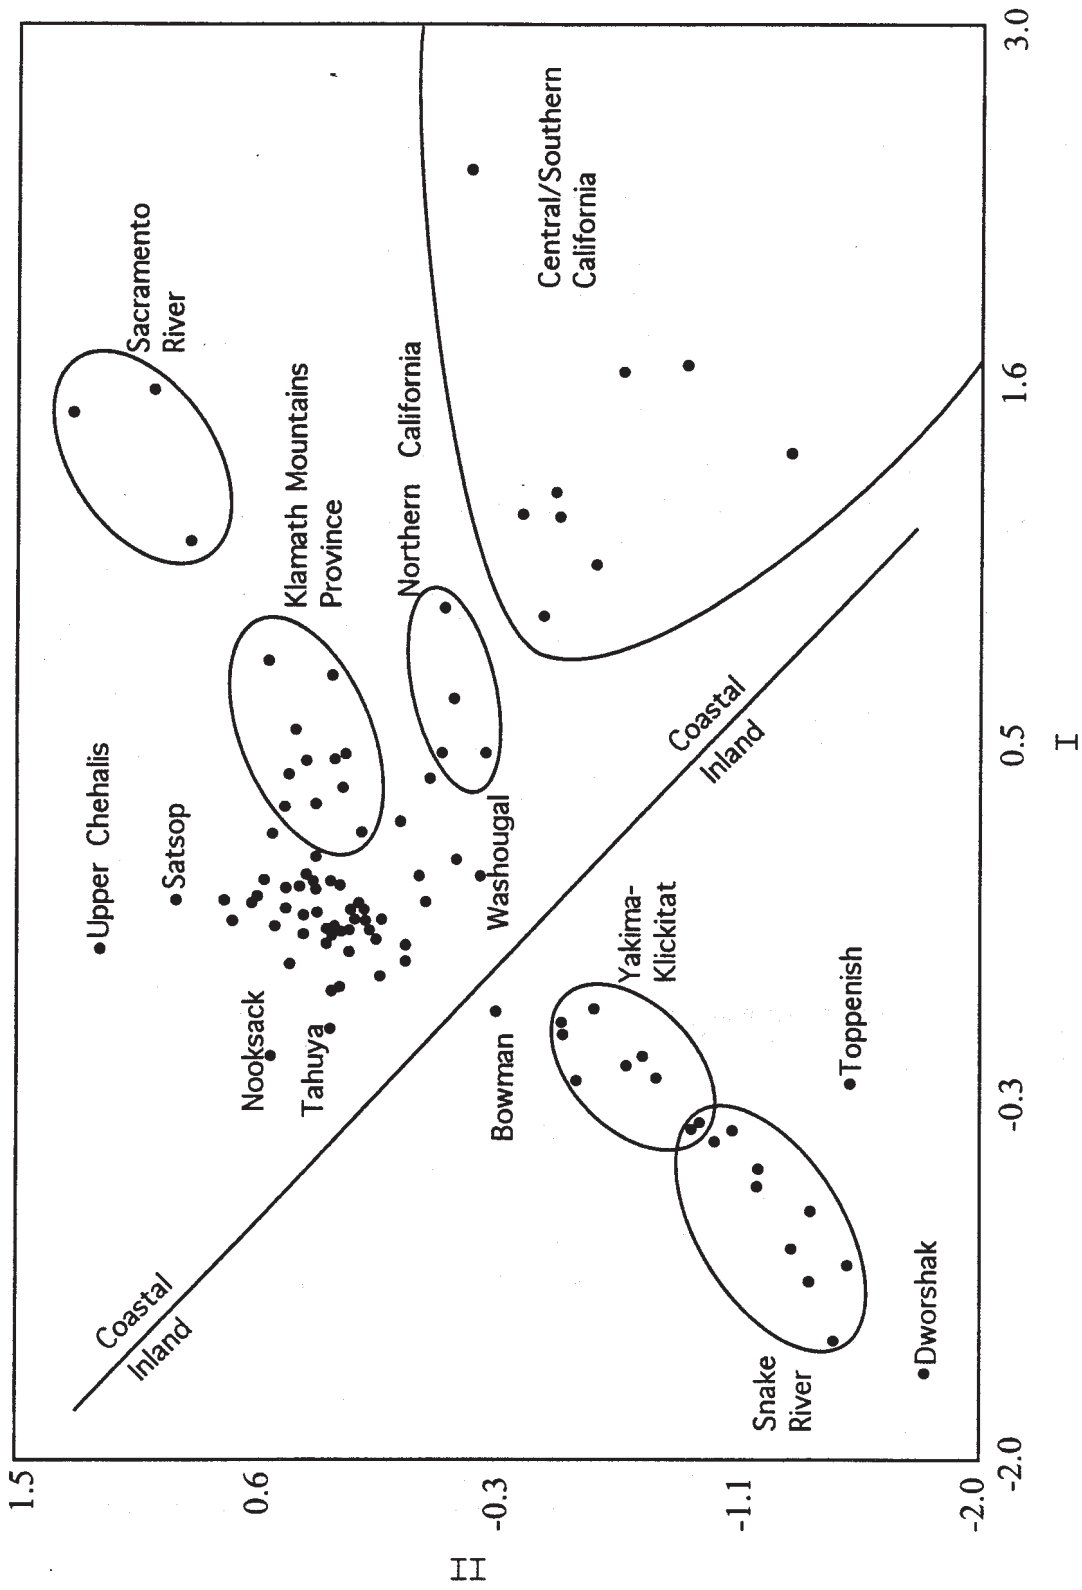 1.5
0.6
-0.3
-1.1
-2.0
II
Upper Chehalis
Satsop
Nooksack
Tahuya
Sacramento
River
Klamath Mountains
Province
Northern California
Central/Southern
California
Washougal
Bowman
Yakima-
Klickitat
Toppenish
Snake
River
Dworshak
Coastal
Inland
Coastal
Inland
-2.0
-0.3
0.5
1.6
3.0
I